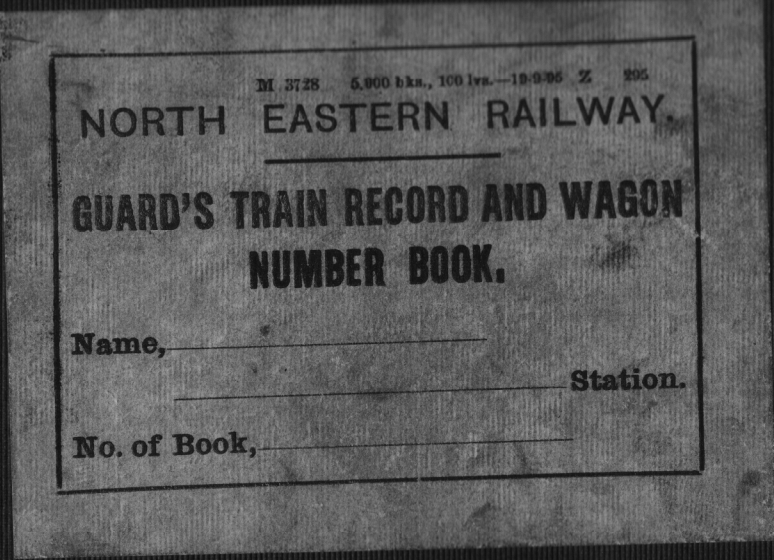 M 3728 5,000 bks., 100 lvs.—19-9-06 Z 295
NORTH EASTERN RAILWAY.
GUARD'S TRAIN RECORD AND WAGON
NUMBER BOOK.
Name,
Station.
No. of Book,